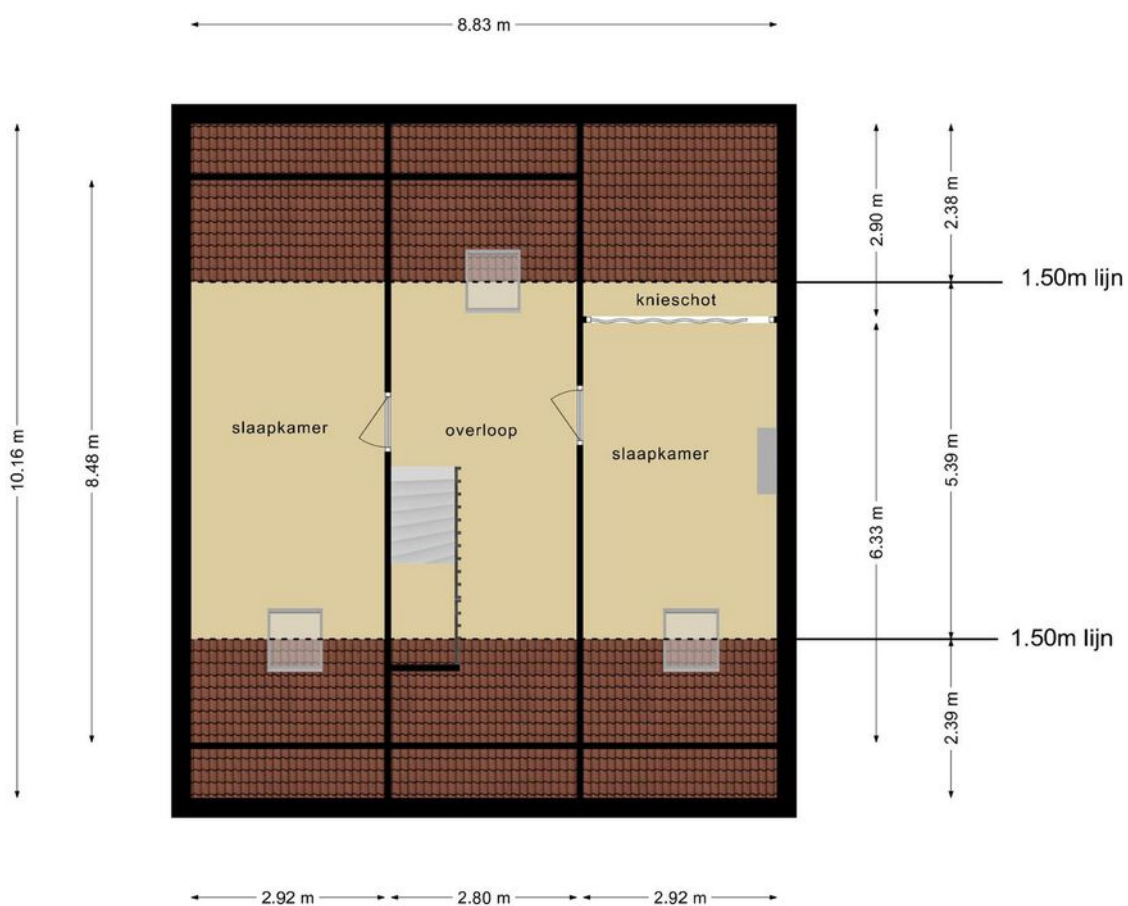 8.83 m
10.16 m
8.48 m
2.90 m
2.38 m
1.50m lijn
knieschot
slaapkamer
overloop
slaapkamer
6.33 m
5.39 m
1.50m lijn
2.39 m
2.92 m
2.80 m
2.92 m